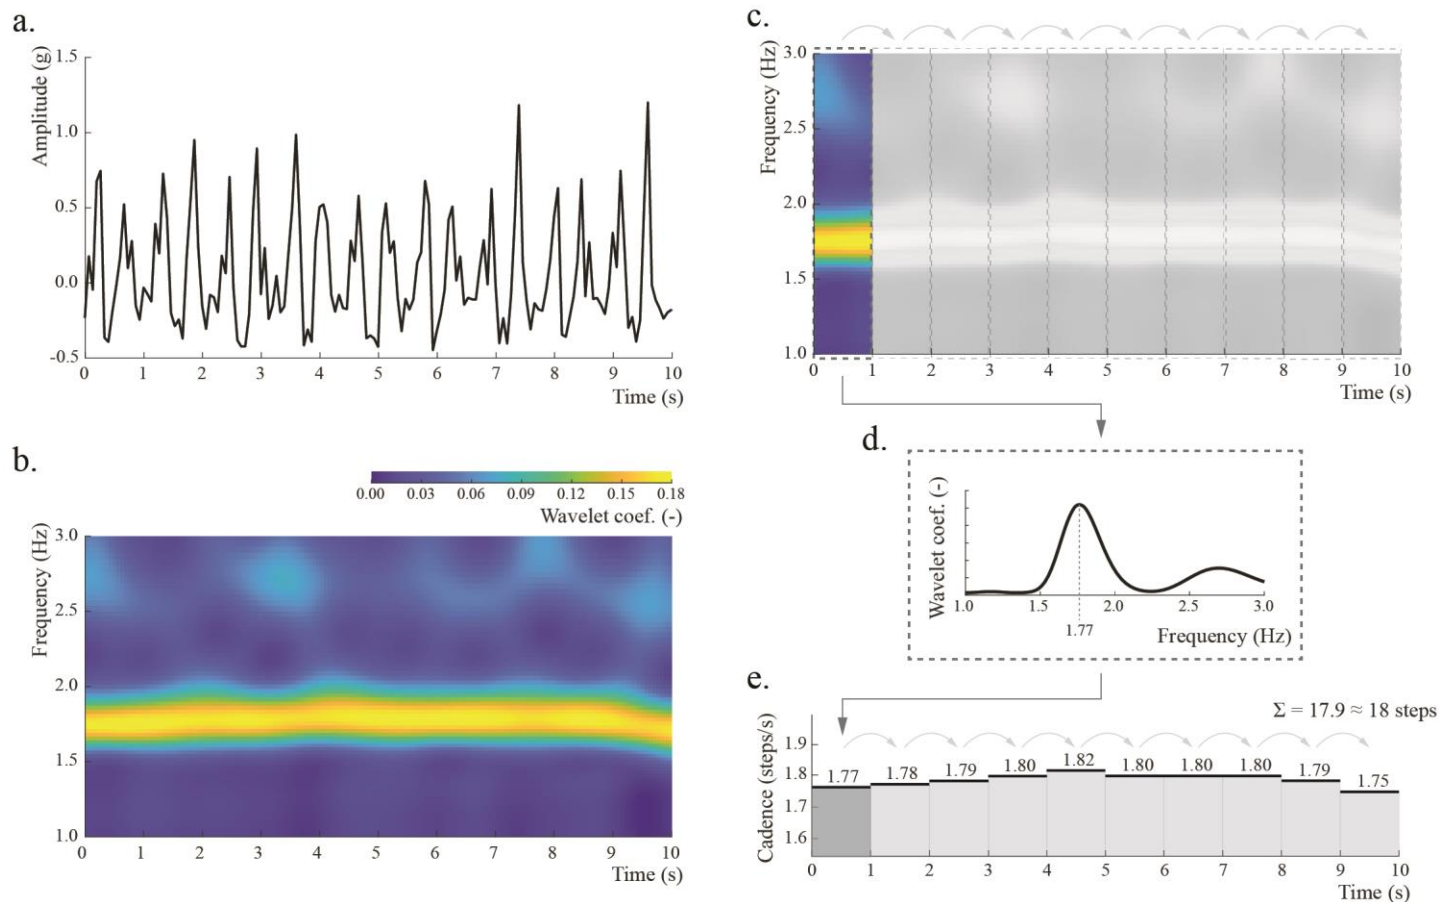 a.
Amplitude (g)
1.5
1.0
0.5
0.0
-0.5
0 1 2 3 4 5 6 7 8 9 10
Time (s)
b.
0.00 0.03 0.06 0.09 0.12 0.15 0.18
Wavelet coef. (-)
Frequency (Hz)
3.0
2.5
2.0
1.5
1.0
0 1 2 3 4 5 6 7 8 9 10
Time (s)
c.
Frequency (Hz)
3.0
2.5
2.0
1.5
1.0
0 1 2 3 4 5 6 7 8 9 10
Time (s)
d.
Wavelet coef. (-)
1.0 1.5 2.0 2.5 3.0
1.77
Frequency (Hz)
e.
Σ = 17.9 ≈ 18 steps
Cadence (steps/s)
1.9
1.8
1.7
1.6
1.77 1.78 1.79 1.80 1.82 1.80 1.80 1.80 1.79 1.75
0 1 2 3 4 5 6 7 8 9 10
Time (s)